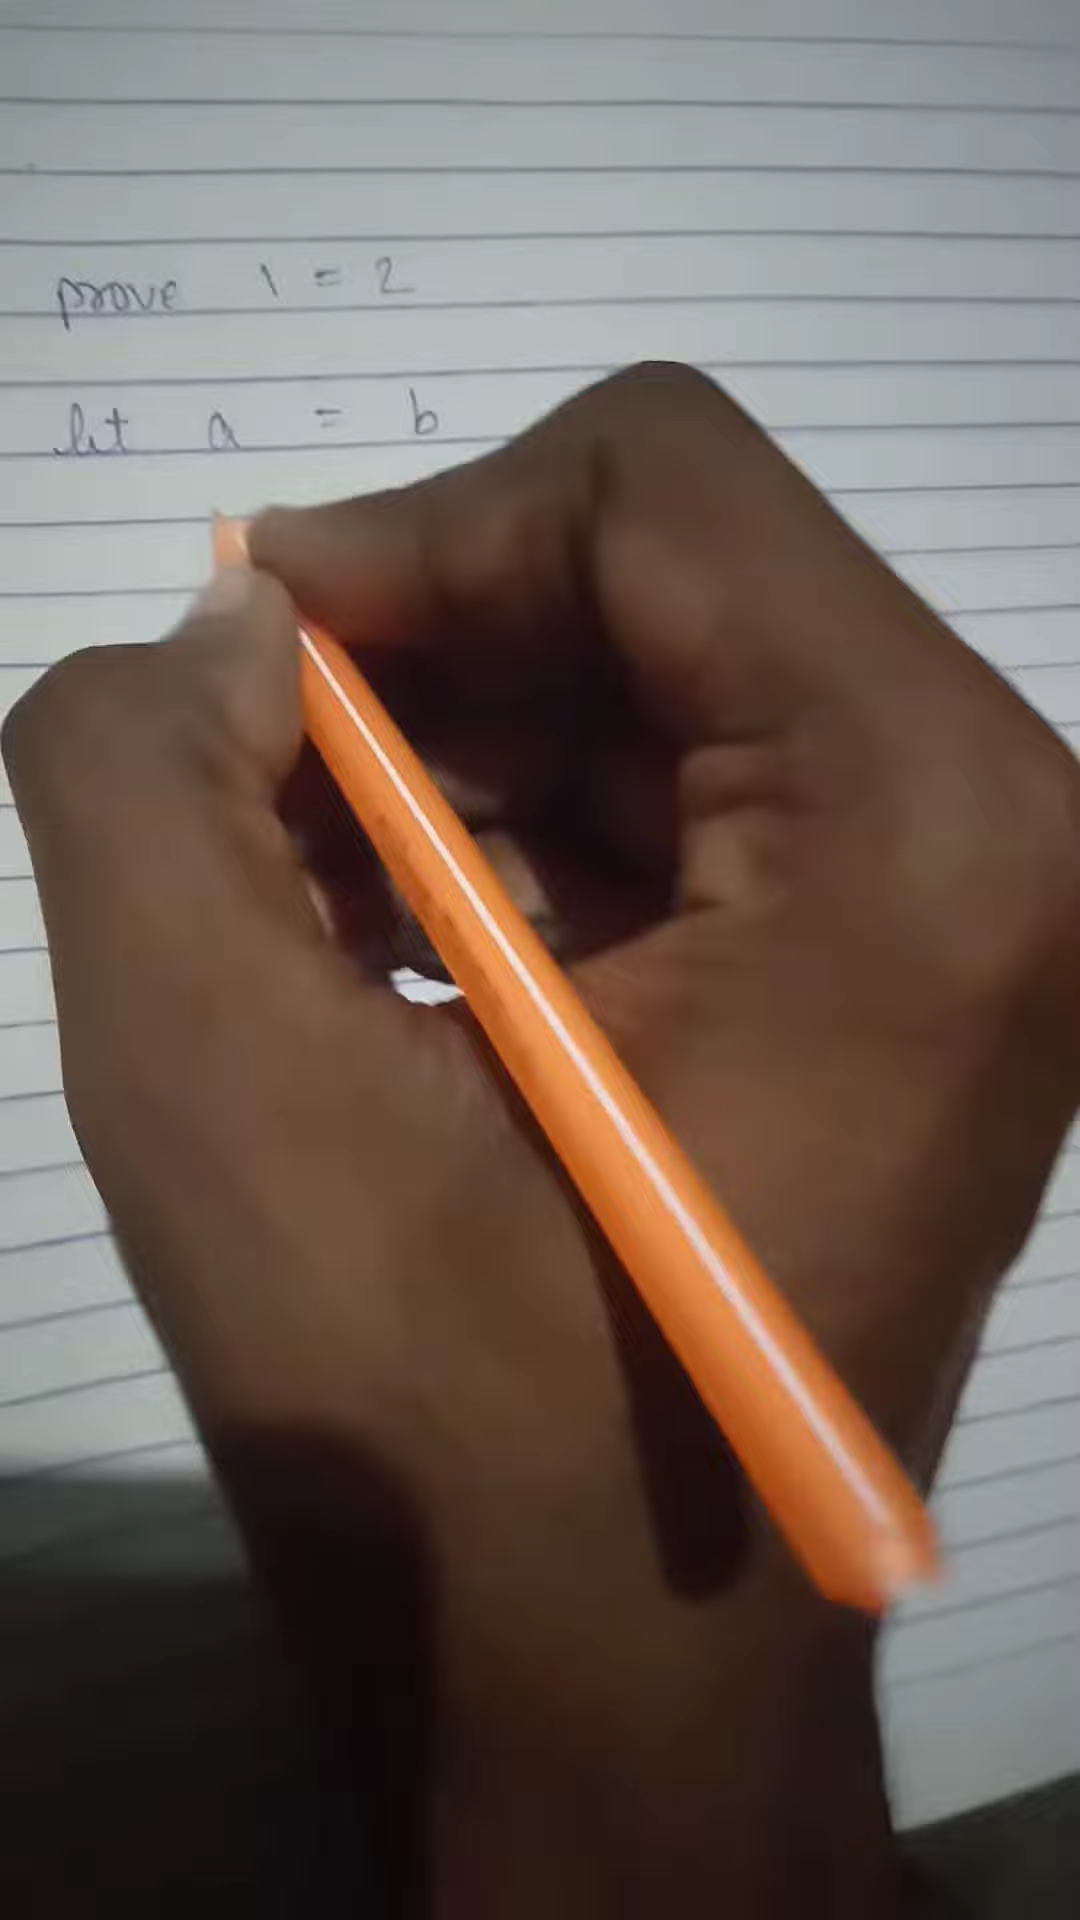 prove 1 = 2
let a = b